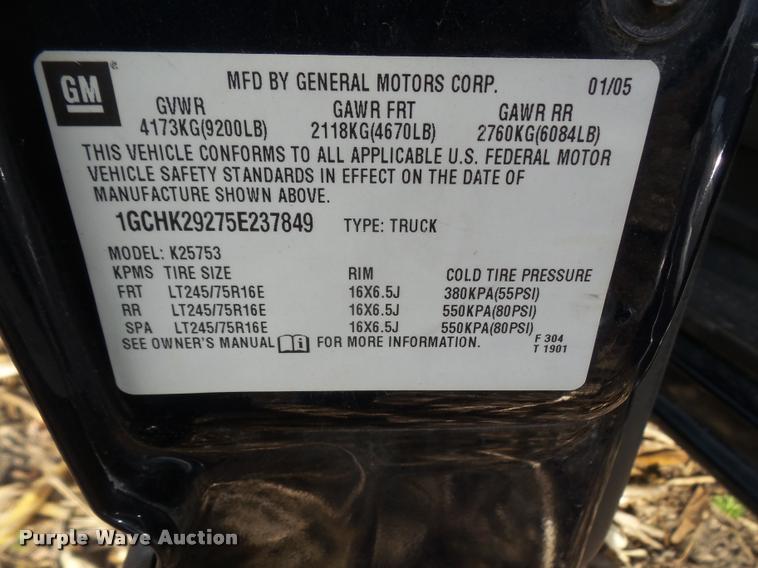 GM
MFD BY GENERAL MOTORS CORP. 01/05
GVWR GAWR FRT GAWR RR
4173KG(9200LB) 2118KG(4670LB) 2760KG(6084LB)
THIS VEHICLE CONFORMS TO ALL APPLICABLE U.S. FEDERAL MOTOR
VEHICLE SAFETY STANDARDS IN EFFECT ON THE DATE OF
MANUFACTURE SHOWN ABOVE.
1GCHK29275E237849 TYPE: TRUCK
MODEL: K25753
KPMS TIRE SIZE RIM COLD TIRE PRESSURE
FRT LT245/75R16E 16X6.5J 380KPA(55PSI)
RR LT245/75R16E 16X6.5J 550KPA(80PSI)
SPA LT245/75R16E 16X6.5J 550KPA(80PSI)
SEE OWNER'S MANUAL i FOR MORE INFORMATION. F 304
T 1901
Purple Wave Auction